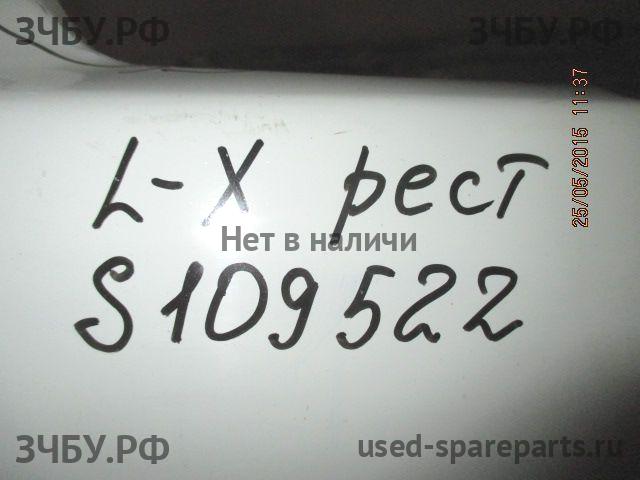 ЗЧБУ.РФ
ЗЧБУ.РФ
25/05/2015 11:37
L-X рест
Нет в наличи
S109522
ЗЧБУ.РФ
used-spareparts.ru